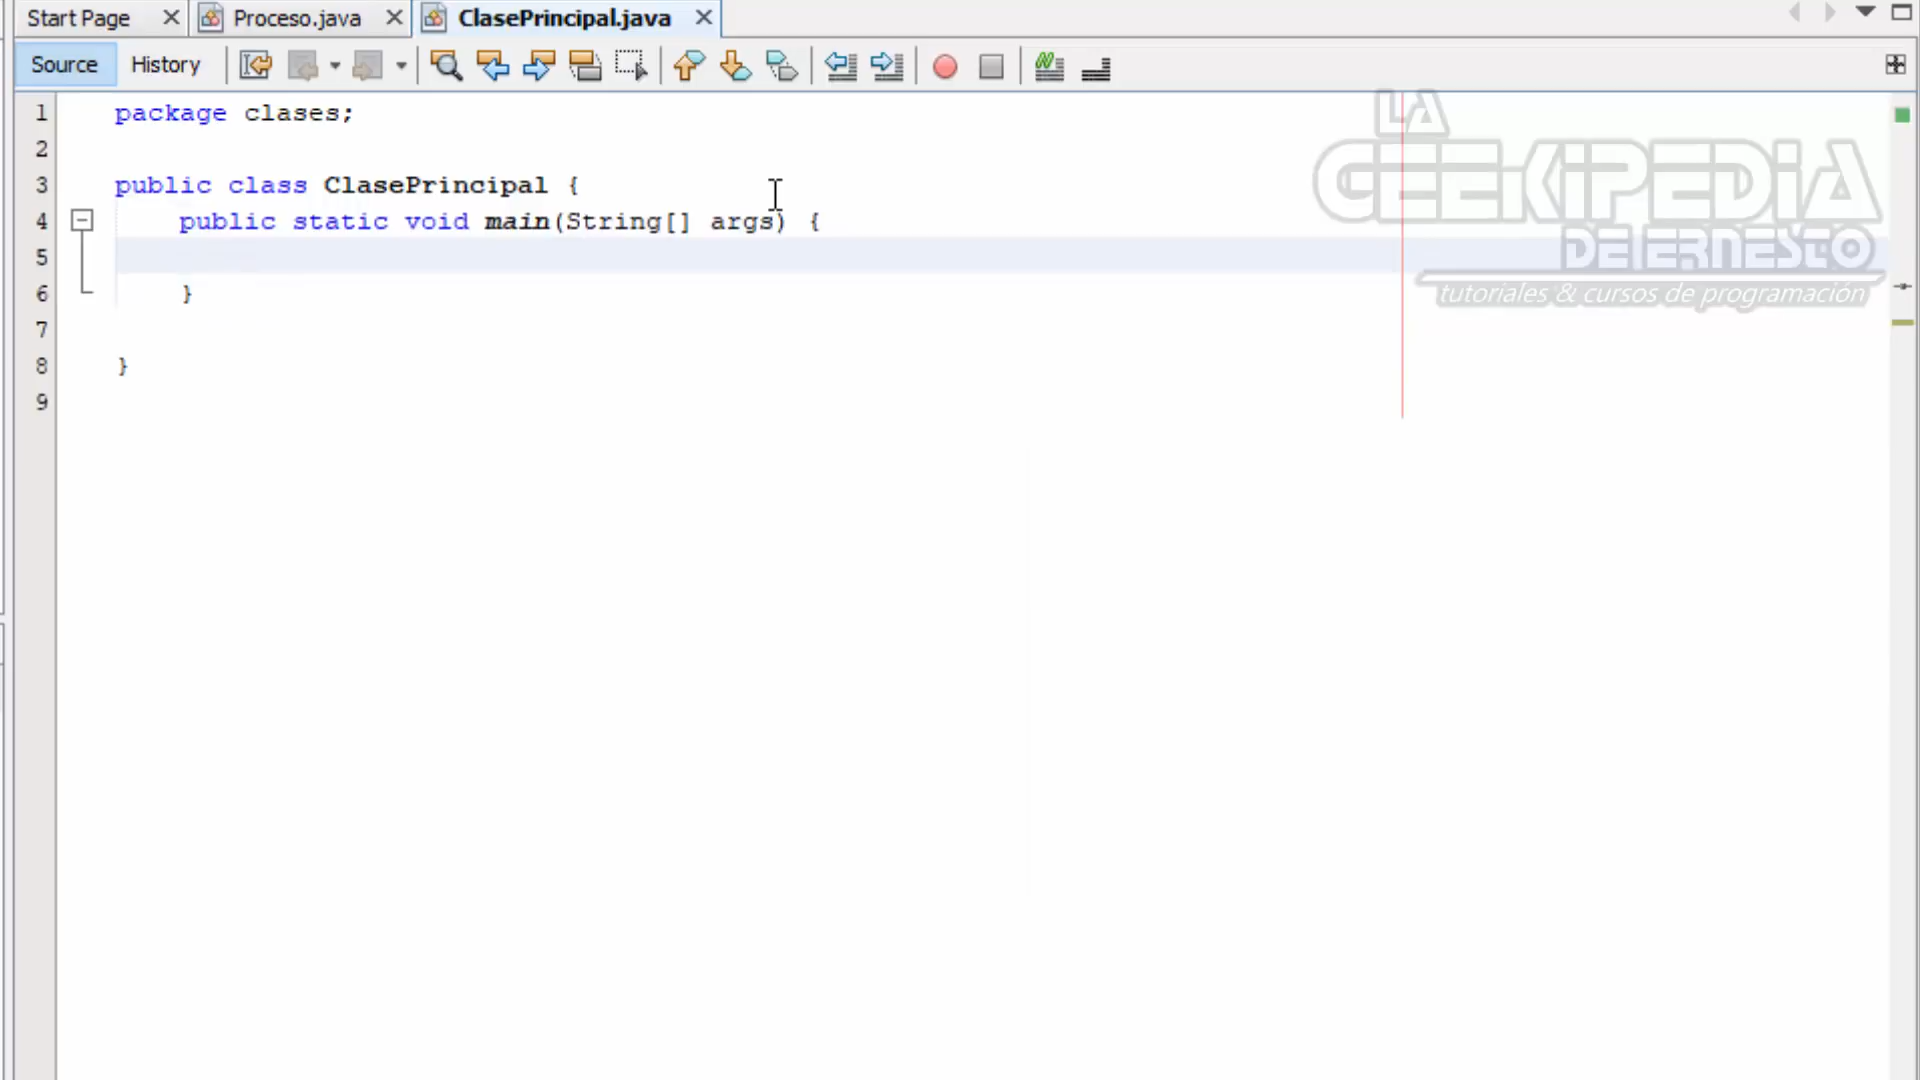 Start Page Proceso.java ClasePrincipal.java
Source History
1 package clases;
2
3 public class ClasePrincipal {
4 public static void main(String[] args) {
5
6 }
7
8 }
9
LA
GEEKIPEDIA
DE ERNESTO
tutoriales & cursos de programación